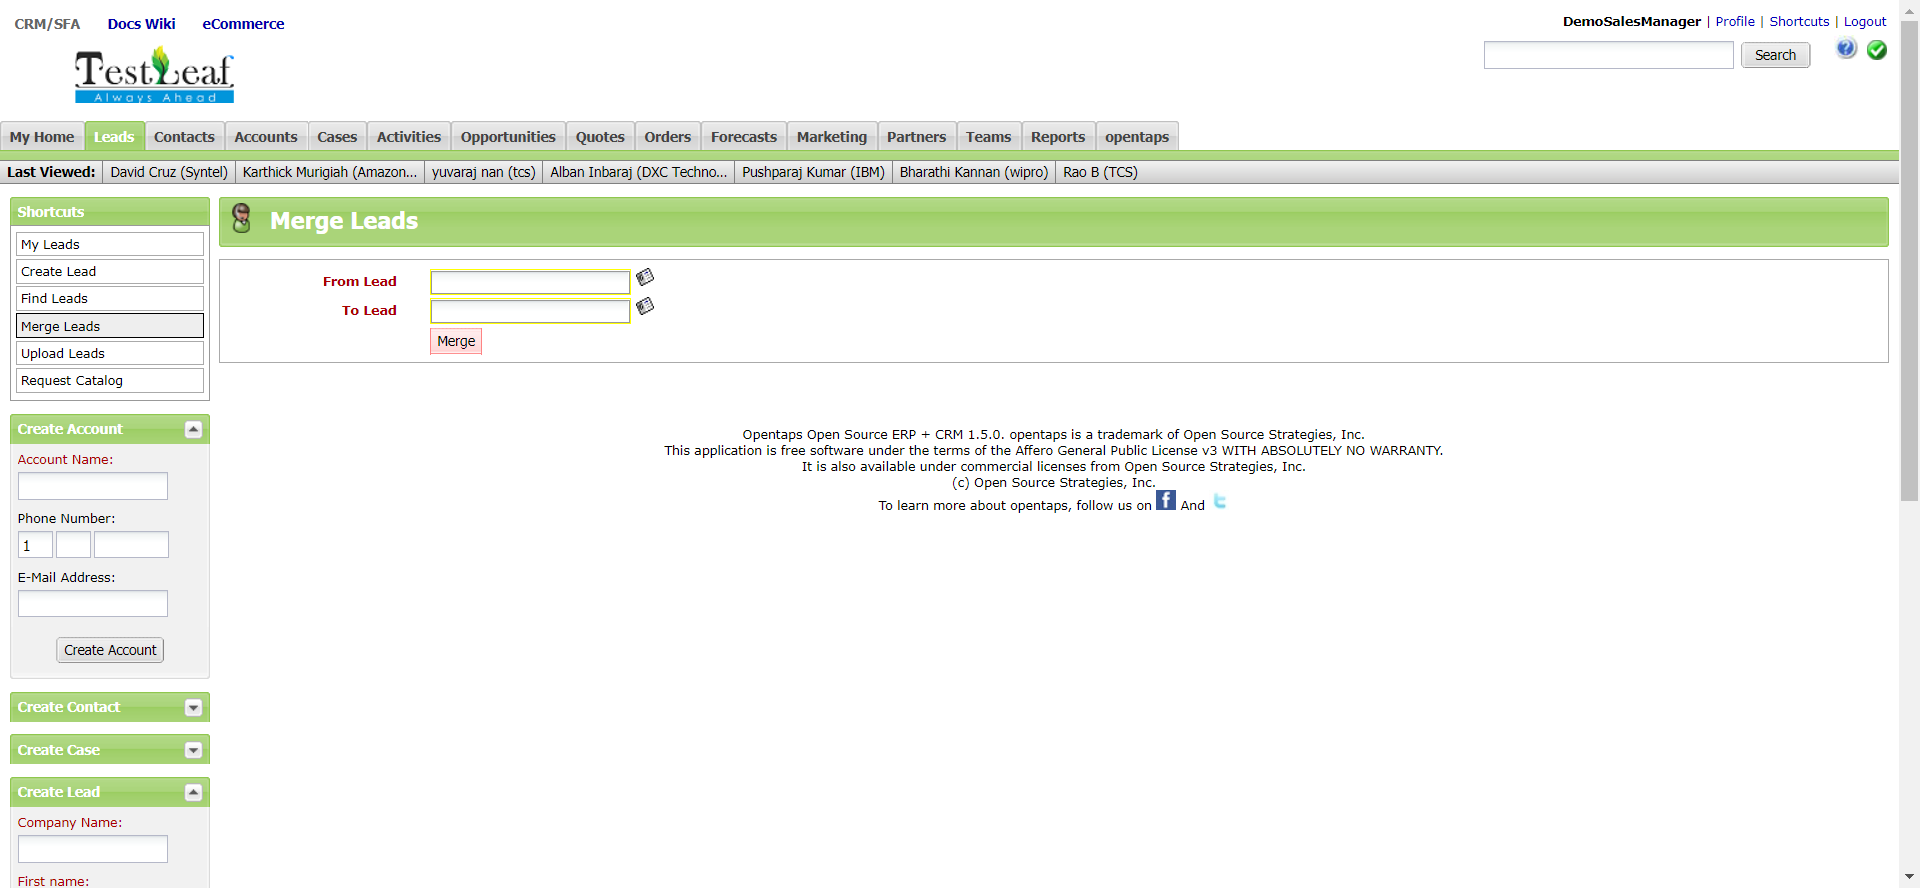 CRM/SFA Docs Wiki eCommerce
DemoSalesManager | Profile | Shortcuts | Logout
Search
TestLeaf
Always Ahead
My Home Leads Contacts Accounts Cases Activities Opportunities Quotes Orders Forecasts Marketing Partners Teams Reports opentaps
Last Viewed: David Cruz (Syntel) Karthick Murigiah (Amazon... yuvaraj nan (tcs) Alban Inbaraj (DXC Techno... Pushparaj Kumar (IBM) Bharathi Kannan (wipro) Rao B (TCS)
Shortcuts
My Leads
Create Lead
Find Leads
Merge Leads
Upload Leads
Request Catalog
Create Account
Account Name:
Phone Number:
1
E-Mail Address:
Create Account
Create Contact
Create Case
Create Lead
Company Name:
First name:
Merge Leads
From Lead
To Lead
Merge
Opentaps Open Source ERP + CRM 1.5.0. opentaps is a trademark of Open Source Strategies, Inc.
This application is free software under the terms of the Affero General Public License v3 WITH ABSOLUTELY NO WARRANTY.
It is also available under commercial licenses from Open Source Strategies, Inc.
(c) Open Source Strategies, Inc.
To learn more about opentaps, follow us on f And t